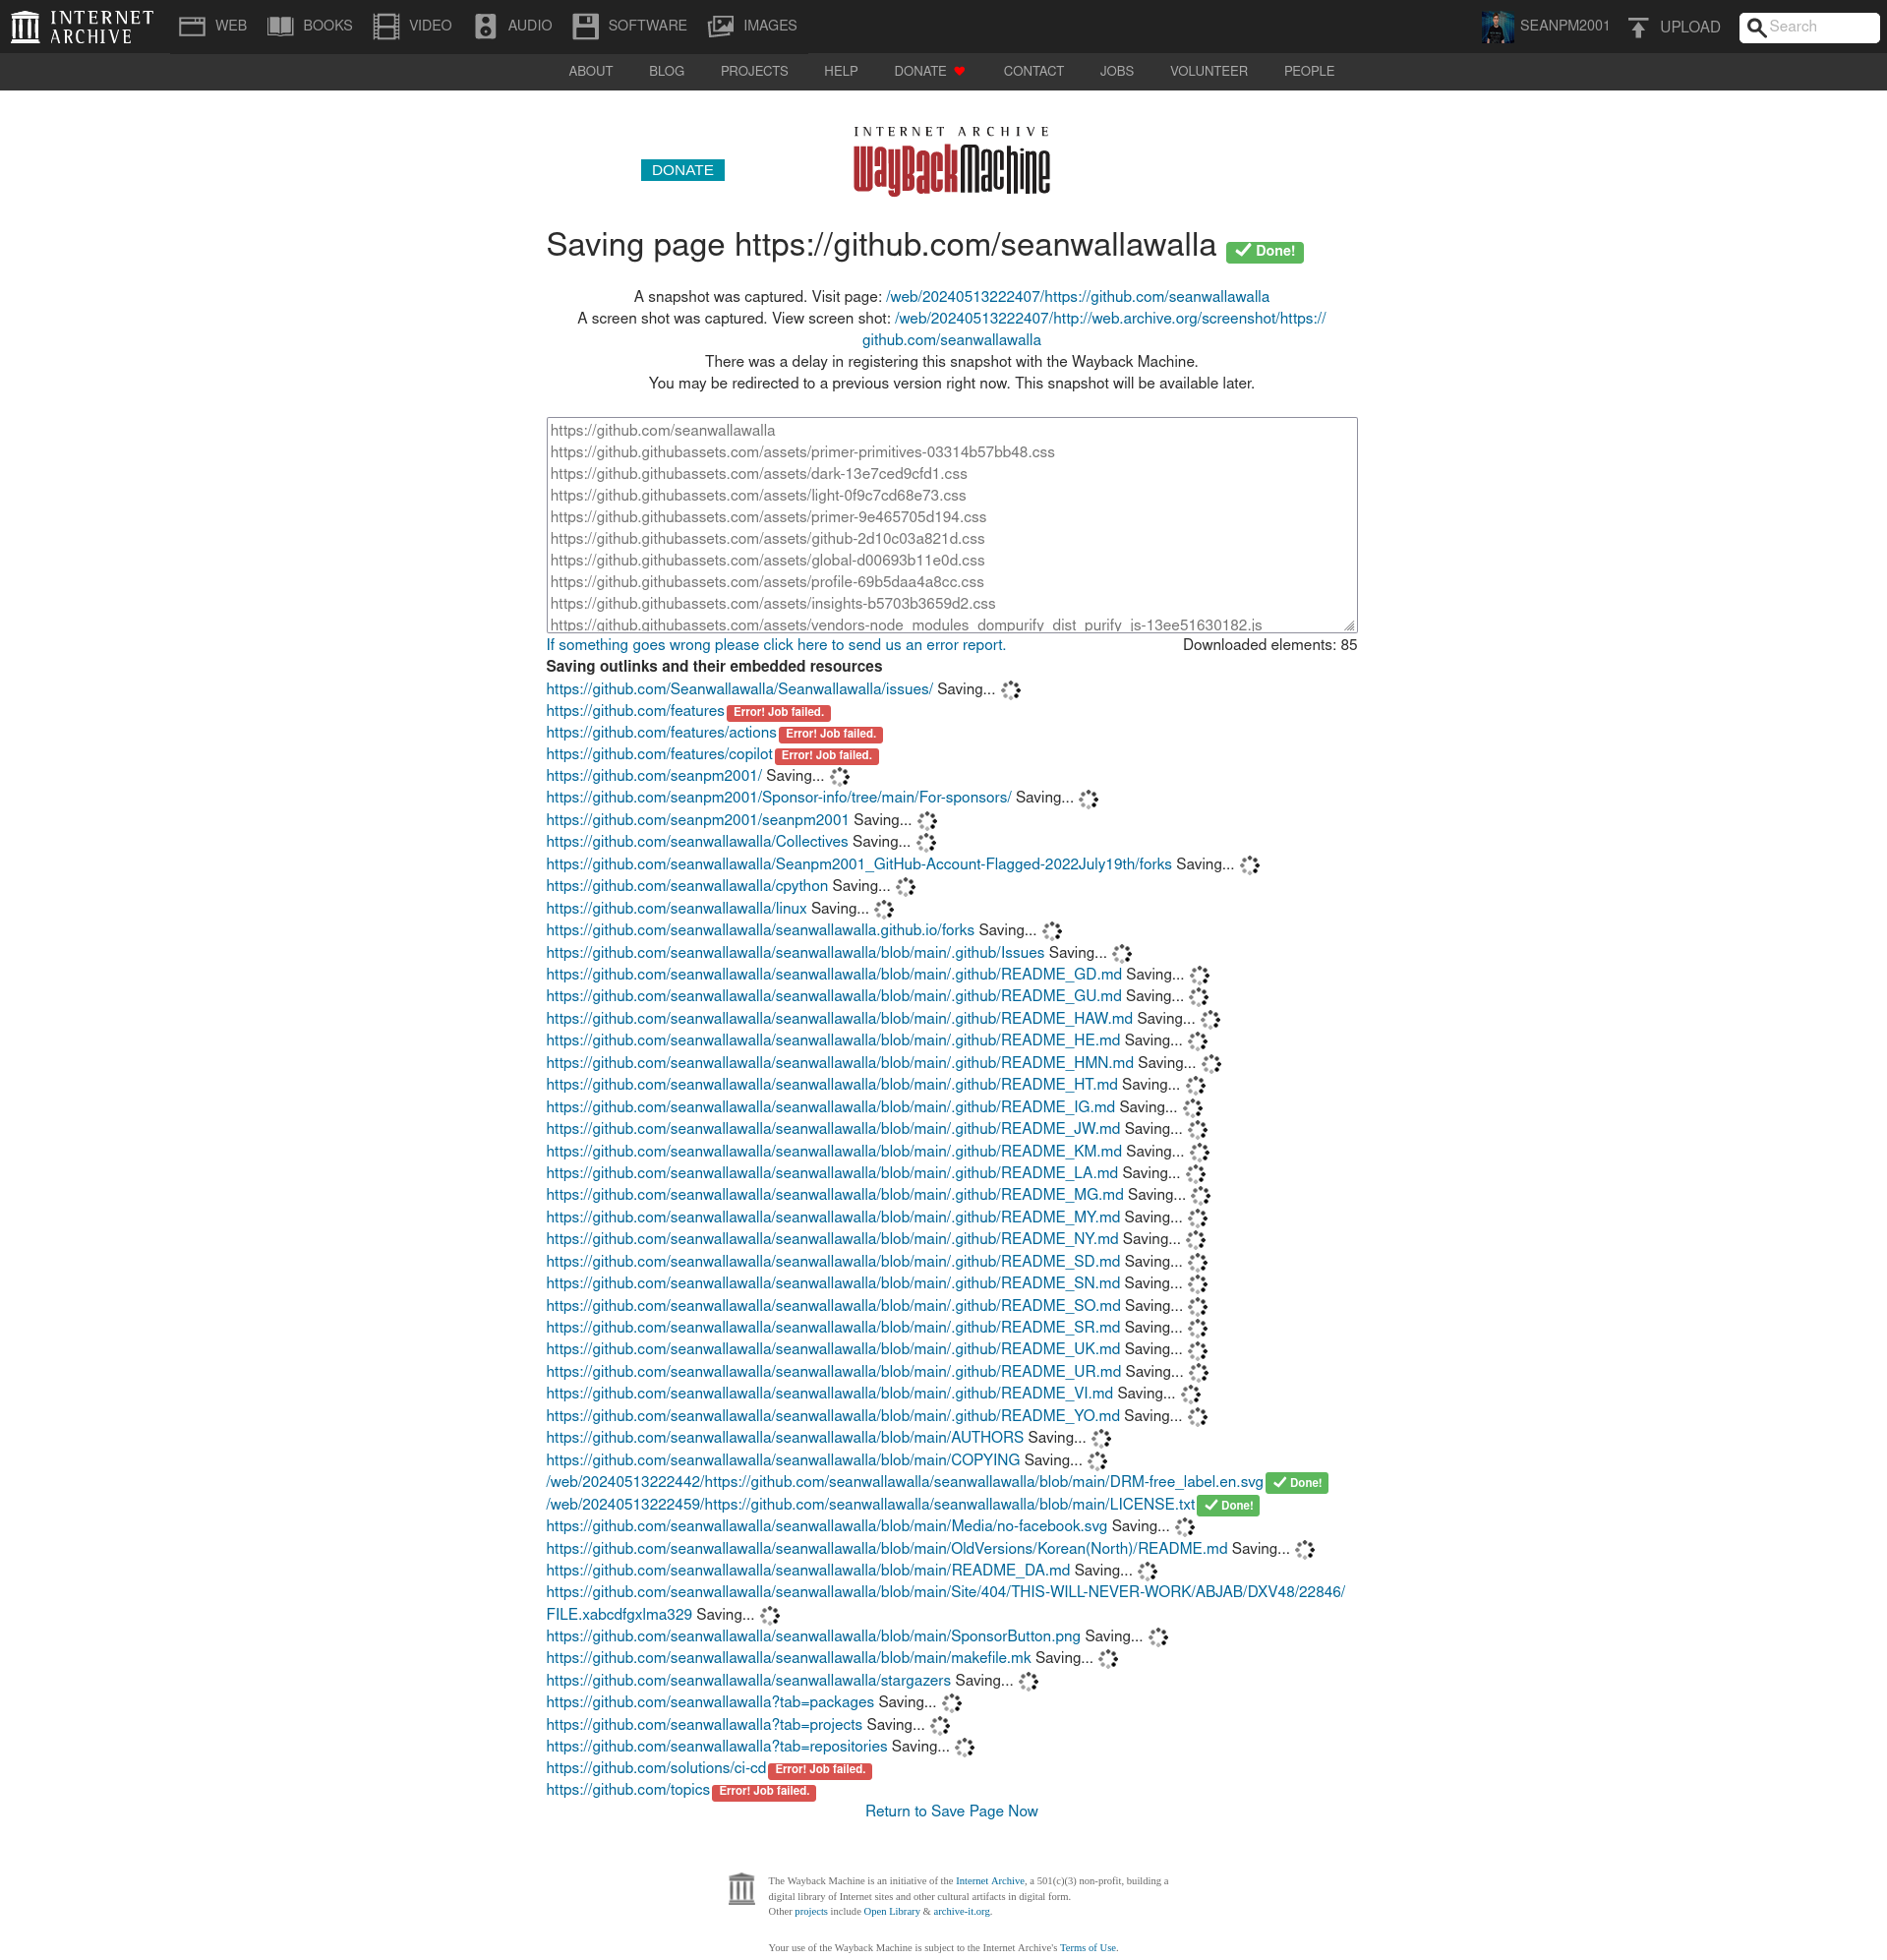 INTERNET ARCHIVE WEB BOOKS VIDEO AUDIO SOFTWARE IMAGES SEANPM2001 UPLOAD Search
ABOUT BLOG PROJECTS HELP DONATE CONTACT JOBS VOLUNTEER PEOPLE
INTERNET ARCHIVE
WayBackMachine
DONATE
Saving page https://github.com/seanwallawalla Done!
A snapshot was captured. Visit page: /web/20240513222407/https://github.com/seanwallawalla
A screen shot was captured. View screen shot: /web/20240513222407/http://web.archive.org/screenshot/https://
github.com/seanwallawalla
There was a delay in registering this snapshot with the Wayback Machine.
You may be redirected to a previous version right now. This snapshot will be available later.
https://github.com/seanwallawalla
https://github.githubassets.com/assets/primer-primitives-03314b57bb48.css
https://github.githubassets.com/assets/dark-13e7ced9cfd1.css
https://github.githubassets.com/assets/light-0f9c7cd68e73.css
https://github.githubassets.com/assets/primer-9e465705d194.css
https://github.githubassets.com/assets/github-2d10c03a821d.css
https://github.githubassets.com/assets/global-d00693b11e0d.css
https://github.githubassets.com/assets/profile-69b5daa4a8cc.css
https://github.githubassets.com/assets/insights-b5703b3659d2.css
https://github.githubassets.com/assets/vendors-node_modules_dompurify_dist_purify_js-13ee51630182.js
If something goes wrong please click here to send us an error report. Downloaded elements: 85
Saving outlinks and their embedded resources
https://github.com/Seanwallawalla/Seanwallawalla/issues/ Saving...
https://github.com/features Error! Job failed.
https://github.com/features/actions Error! Job failed.
https://github.com/features/copilot Error! Job failed.
https://github.com/seanpm2001/ Saving...
https://github.com/seanpm2001/Sponsor-info/tree/main/For-sponsors/ Saving...
https://github.com/seanpm2001/seanpm2001 Saving...
https://github.com/seanwallawalla/Collectives Saving...
https://github.com/seanwallawalla/Seanpm2001_GitHub-Account-Flagged-2022July19th/forks Saving...
https://github.com/seanwallawalla/cpython Saving...
https://github.com/seanwallawalla/linux Saving...
https://github.com/seanwallawalla/seanwallawalla.github.io/forks Saving...
https://github.com/seanwallawalla/seanwallawalla/blob/main/.github/Issues Saving...
https://github.com/seanwallawalla/seanwallawalla/blob/main/.github/README_GD.md Saving...
https://github.com/seanwallawalla/seanwallawalla/blob/main/.github/README_GU.md Saving...
https://github.com/seanwallawalla/seanwallawalla/blob/main/.github/README_HAW.md Saving...
https://github.com/seanwallawalla/seanwallawalla/blob/main/.github/README_HE.md Saving...
https://github.com/seanwallawalla/seanwallawalla/blob/main/.github/README_HMN.md Saving...
https://github.com/seanwallawalla/seanwallawalla/blob/main/.github/README_HT.md Saving...
https://github.com/seanwallawalla/seanwallawalla/blob/main/.github/README_IG.md Saving...
https://github.com/seanwallawalla/seanwallawalla/blob/main/.github/README_JW.md Saving...
https://github.com/seanwallawalla/seanwallawalla/blob/main/.github/README_KM.md Saving...
https://github.com/seanwallawalla/seanwallawalla/blob/main/.github/README_LA.md Saving...
https://github.com/seanwallawalla/seanwallawalla/blob/main/.github/README_MG.md Saving...
https://github.com/seanwallawalla/seanwallawalla/blob/main/.github/README_MY.md Saving...
https://github.com/seanwallawalla/seanwallawalla/blob/main/.github/README_NY.md Saving...
https://github.com/seanwallawalla/seanwallawalla/blob/main/.github/README_SD.md Saving...
https://github.com/seanwallawalla/seanwallawalla/blob/main/.github/README_SN.md Saving...
https://github.com/seanwallawalla/seanwallawalla/blob/main/.github/README_SO.md Saving...
https://github.com/seanwallawalla/seanwallawalla/blob/main/.github/README_SR.md Saving...
https://github.com/seanwallawalla/seanwallawalla/blob/main/.github/README_UK.md Saving...
https://github.com/seanwallawalla/seanwallawalla/blob/main/.github/README_UR.md Saving...
https://github.com/seanwallawalla/seanwallawalla/blob/main/.github/README_VI.md Saving...
https://github.com/seanwallawalla/seanwallawalla/blob/main/.github/README_YO.md Saving...
https://github.com/seanwallawalla/seanwallawalla/blob/main/AUTHORS Saving...
https://github.com/seanwallawalla/seanwallawalla/blob/main/COPYING Saving...
/web/20240513222442/https://github.com/seanwallawalla/seanwallawalla/blob/main/DRM-free_label.en.svg Done!
/web/20240513222459/https://github.com/seanwallawalla/seanwallawalla/blob/main/LICENSE.txt Done!
https://github.com/seanwallawalla/seanwallawalla/blob/main/Media/no-facebook.svg Saving...
https://github.com/seanwallawalla/seanwallawalla/blob/main/OldVersions/Korean(North)/README.md Saving...
https://github.com/seanwallawalla/seanwallawalla/blob/main/README_DA.md Saving...
https://github.com/seanwallawalla/seanwallawalla/blob/main/Site/404/THIS-WILL-NEVER-WORK/ABJAB/DXV48/22846/
FILE.xabcdfgxlma329 Saving...
https://github.com/seanwallawalla/seanwallawalla/blob/main/SponsorButton.png Saving...
https://github.com/seanwallawalla/seanwallawalla/blob/main/makefile.mk Saving...
https://github.com/seanwallawalla/seanwallawalla/stargazers Saving...
https://github.com/seanwallawalla?tab=packages Saving...
https://github.com/seanwallawalla?tab=projects Saving...
https://github.com/seanwallawalla?tab=repositories Saving...
https://github.com/solutions/ci-cd Error! Job failed.
https://github.com/topics Error! Job failed.
Return to Save Page Now
The Wayback Machine is an initiative of the Internet Archive, a 501(c)(3) non-profit, building a
digital library of Internet sites and other cultural artifacts in digital form.
Other projects include Open Library & archive-it.org.
Your use of the Wayback Machine is subject to the Internet Archive's Terms of Use.